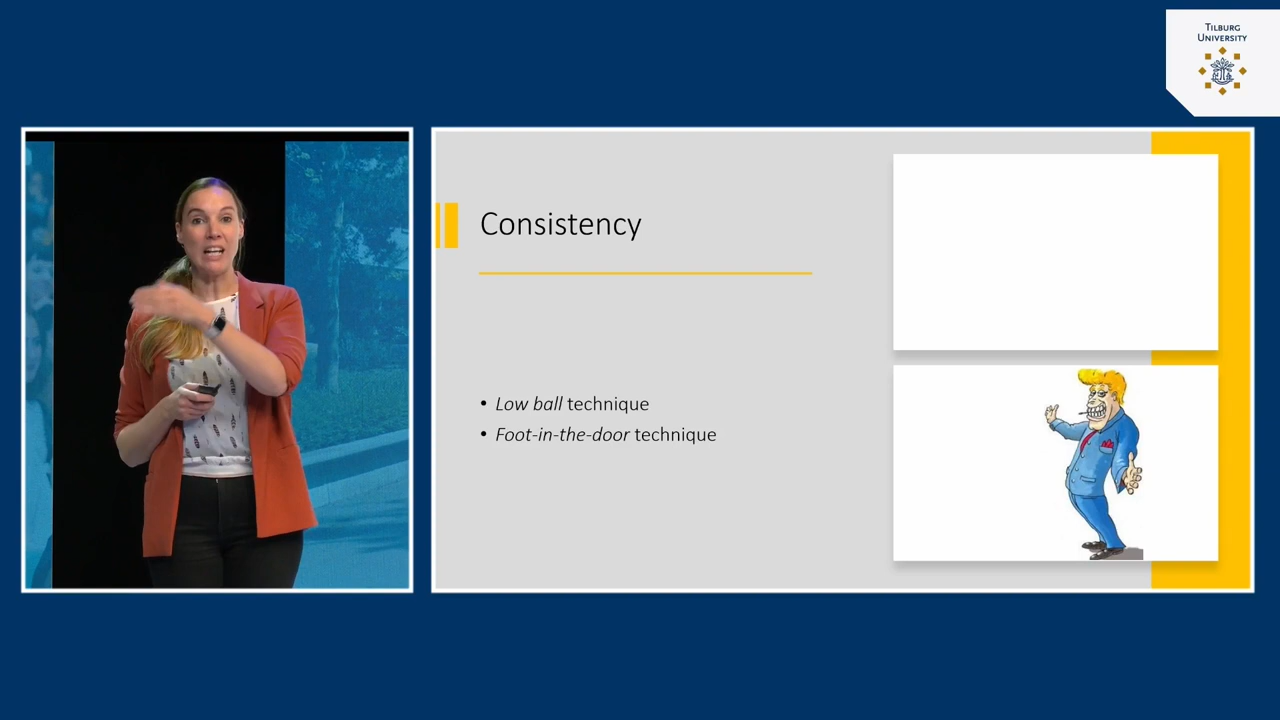 TILBURG
UNIVERSITY
Consistency
• Low ball technique
• Foot-in-the-door technique